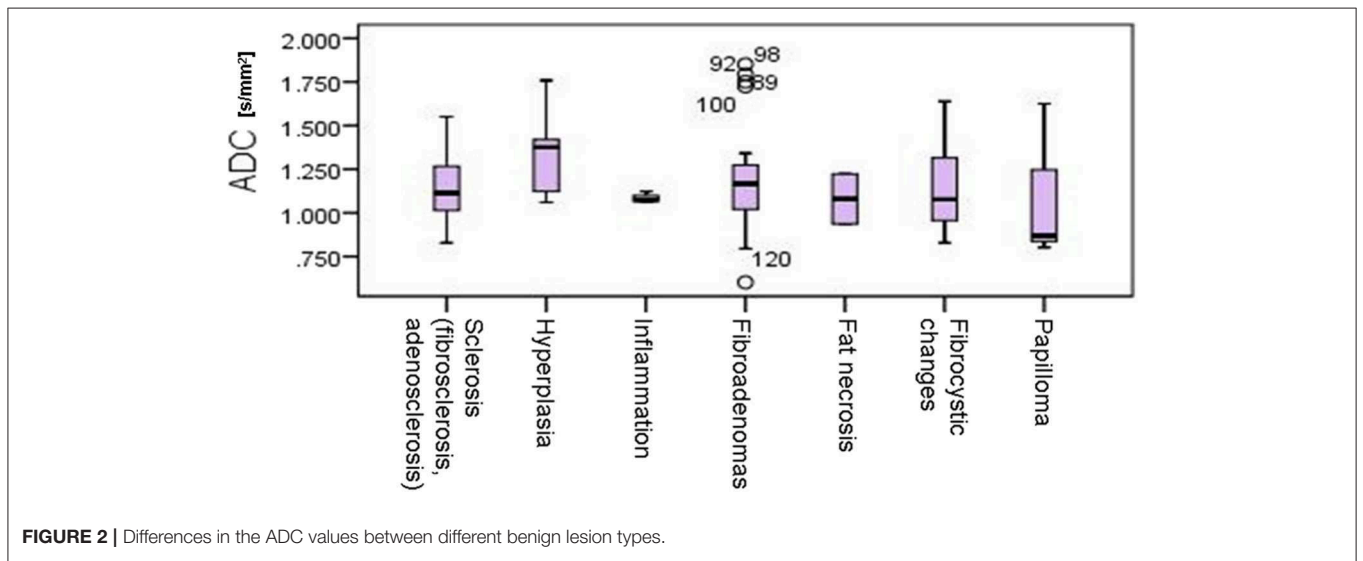 2.000
1.750
1.500
1.250
1.000
.750
ADC [s/mm²]
92
98
89
100
120
Sclerosis
(fibrosclerosis,
adenosclerosis)
Hyperplasia
Inflammation
Fibroadenomas
Fat necrosis
Fibrocystic
changes
Papilloma
FIGURE 2 | Differences in the ADC values between different benign lesion types.